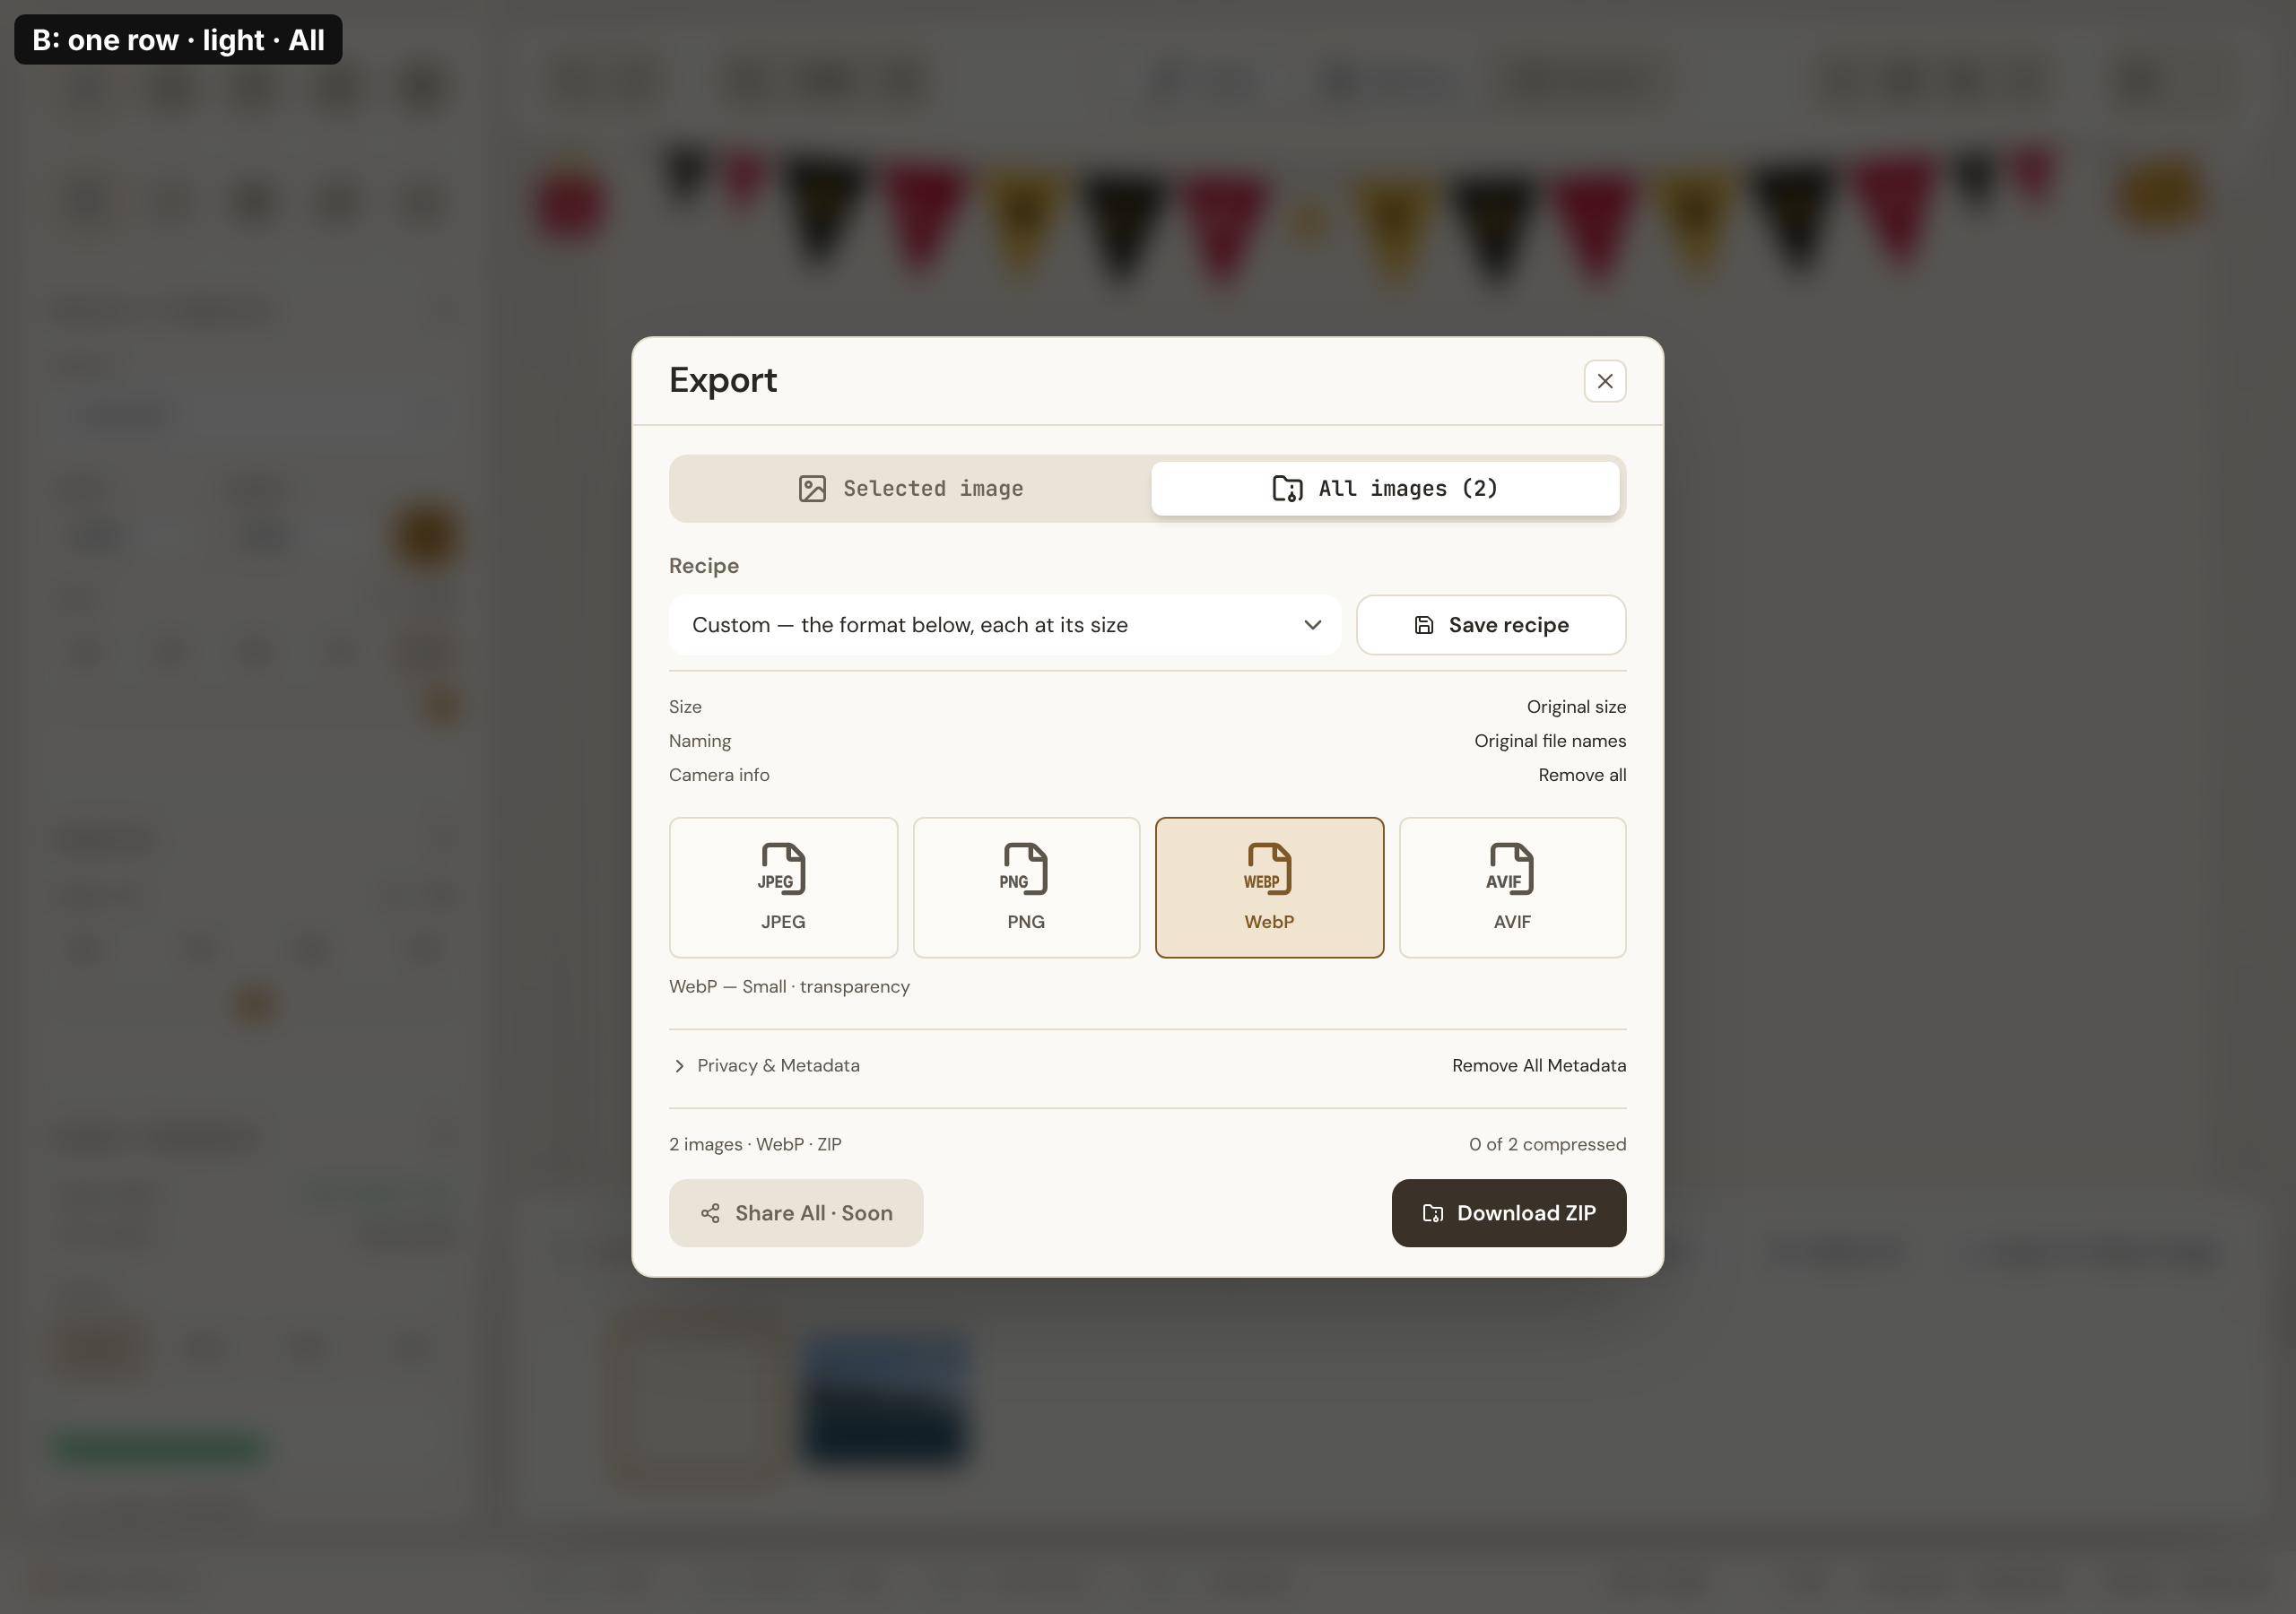 B: one row · light · All
Export
Selected image
All images (2)
Recipe
Custom — the format below, each at its size
Save recipe
Size
Original size
Naming
Original file names
Camera info
Remove all
JPEG
PNG
WEBP
AVIF
JPEG
PNG
WebP
AVIF
WebP — Small · transparency
Privacy & Metadata
Remove All Metadata
2 images · WebP · ZIP
0 of 2 compressed
Share All · Soon
Download ZIP